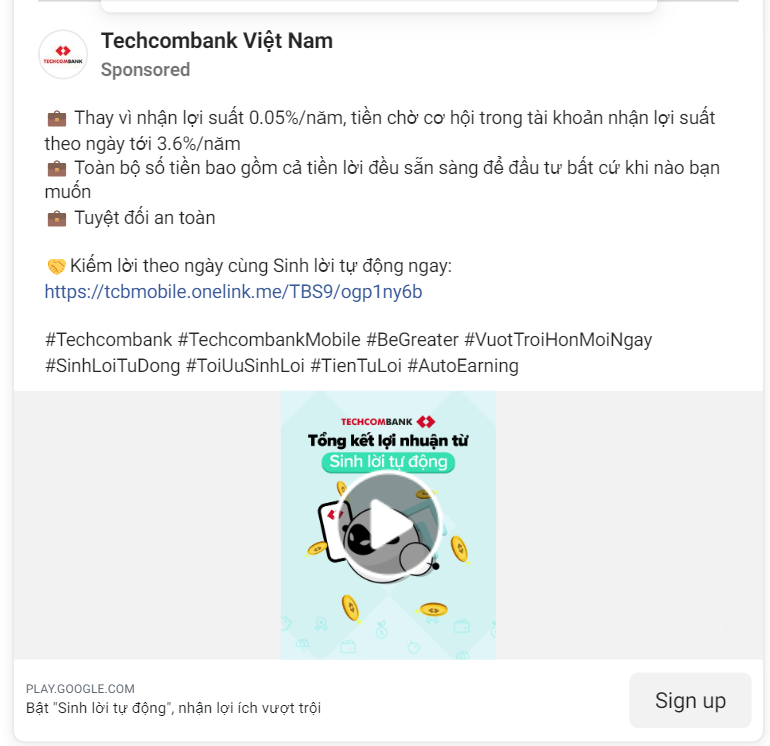 TECHCOMBANK
Techcombank Việt Nam
Sponsored
💼 Thay vì nhận lợi suất 0.05%/năm, tiền chờ cơ hội trong tài khoản nhận lợi suất
theo ngày tới 3.6%/năm
💼 Toàn bộ số tiền bao gồm cả tiền lời đều sẵn sàng để đầu tư bất cứ khi nào bạn
muốn
💼 Tuyệt đối an toàn
🤝Kiếm lời theo ngày cùng Sinh lời tự động ngay:
https://tcbmobile.onelink.me/TBS9/ogp1ny6b
#Techcombank #TechcombankMobile #BeGreater #VuotTroiHonMoiNgay
#SinhLoiTuDong #ToiUuSinhLoi #TienTuLoi #AutoEarning
TECHCOMBANK
Tổng kết lợi nhuận từ
Sinh lời tự động
PLAY.GOOGLE.COM
Bật "Sinh lời tự động", nhận lợi ích vượt trội
Sign up